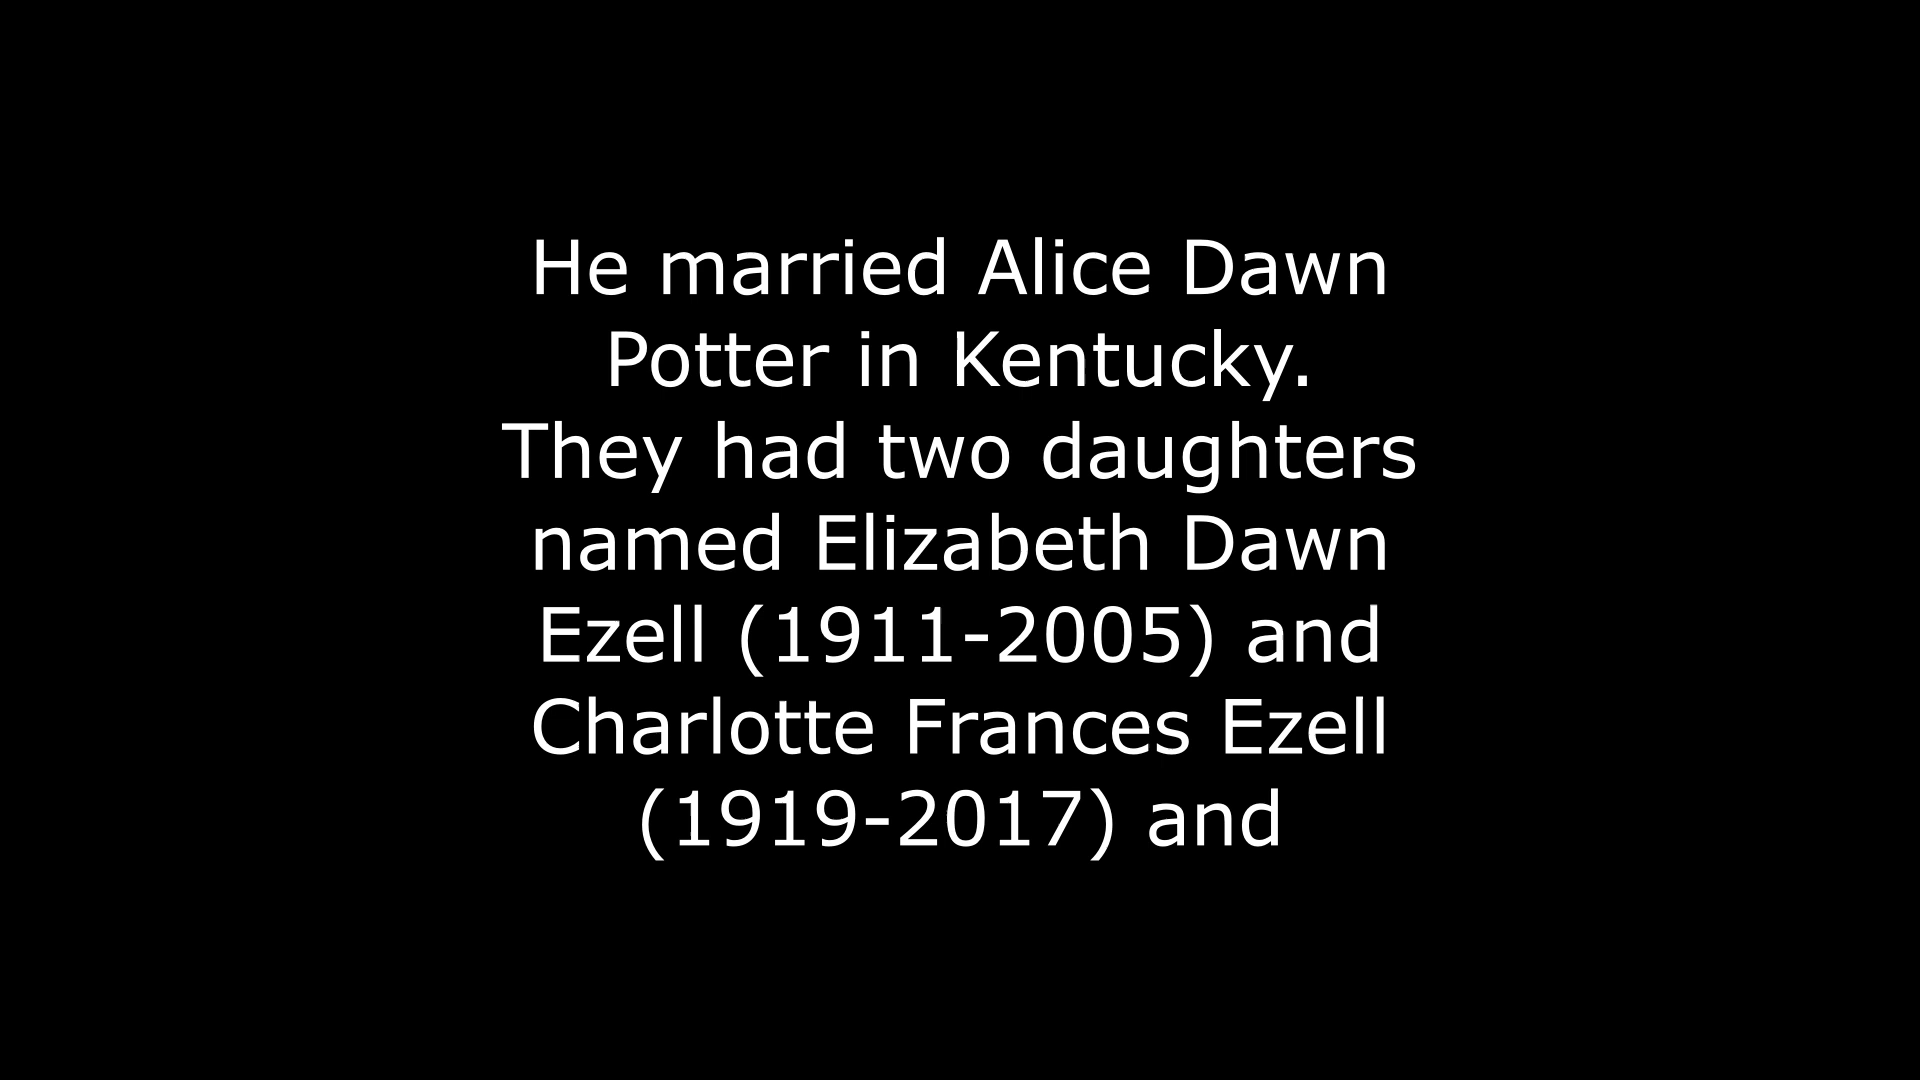 He married Alice Dawn
Potter in Kentucky.
They had two daughters
named Elizabeth Dawn
Ezell (1911-2005) and
Charlotte Frances Ezell
(1919-2017) and